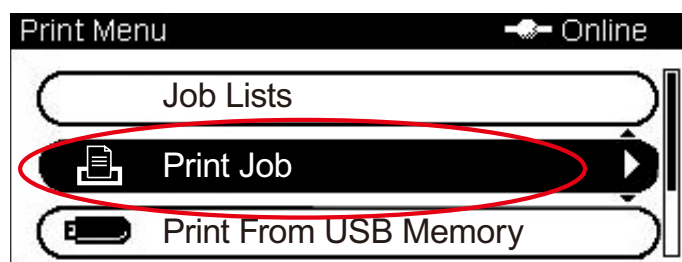 Print Menu Online
Job Lists
Print Job
Print From USB Memory